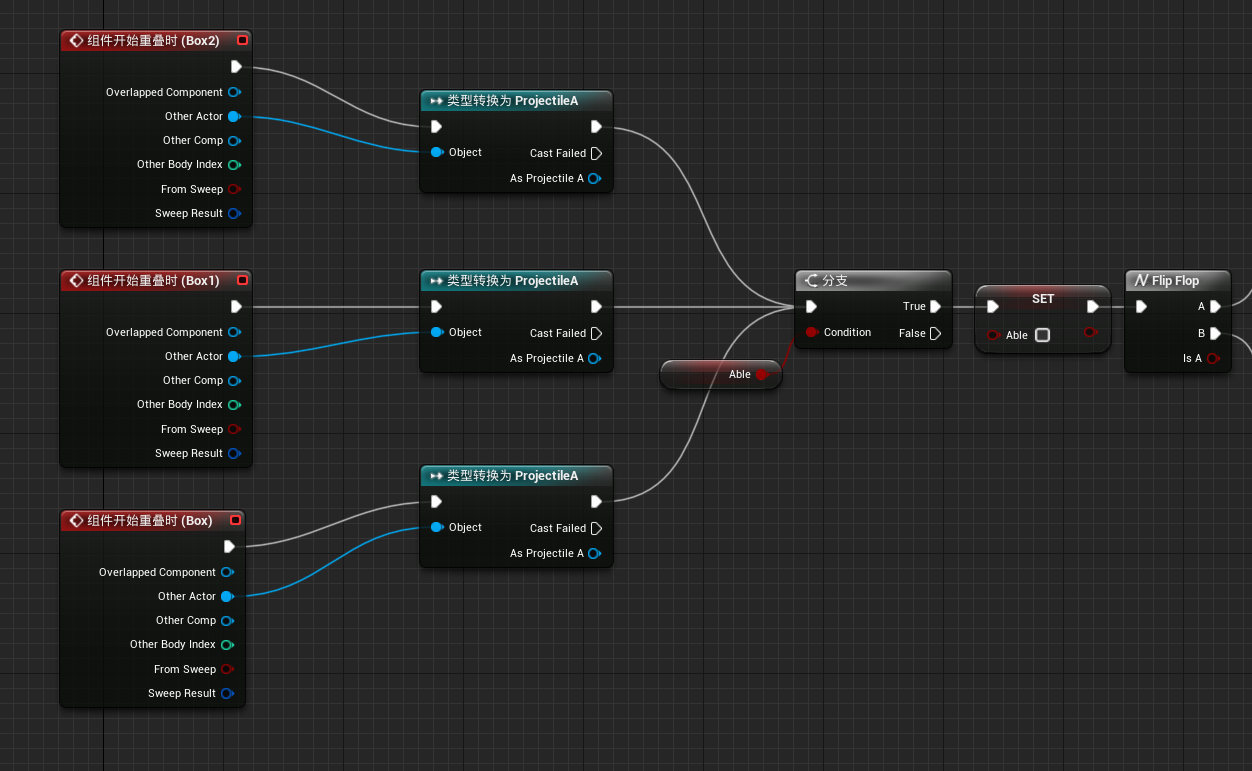 组件开始重叠时 (Box2)
Overlapped Component
Other Actor
Other Comp
Other Body Index
From Sweep
Sweep Result
类型转换为 ProjectileA
Object
Cast Failed
As Projectile A
组件开始重叠时 (Box1)
Overlapped Component
Other Actor
Other Comp
Other Body Index
From Sweep
Sweep Result
类型转换为 ProjectileA
Object
Cast Failed
As Projectile A
组件开始重叠时 (Box)
Overlapped Component
Other Actor
Other Comp
Other Body Index
From Sweep
Sweep Result
类型转换为 ProjectileA
Object
Cast Failed
As Projectile A
Able
分支
True
Condition
False
SET
Able
Flip Flop
A
B
Is A